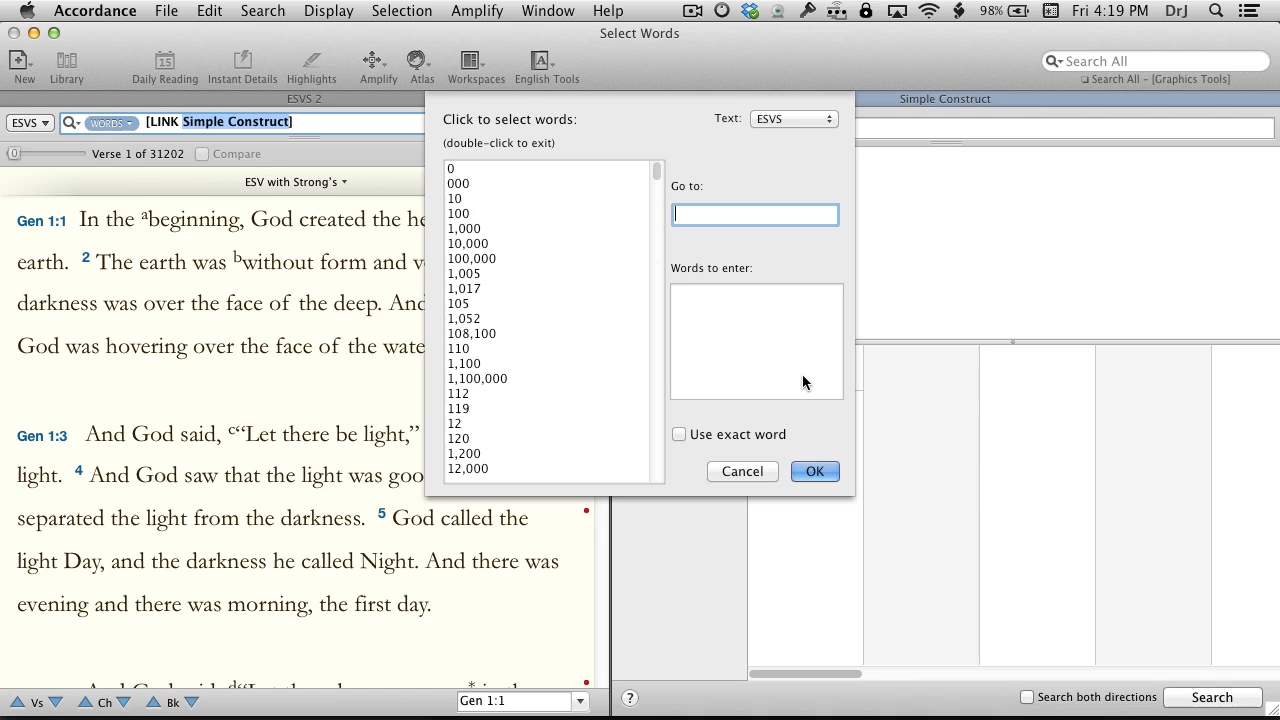 Accordance File Edit Search Display Selection Amplify Window Help 98% Fri 4:19 PM DrJ
Select Words
New Library Daily Reading Instant Details Highlights Amplify Atlas Workspaces English Tools
Search All
Search All - [Graphics Tools]
ESVS 2
Simple Construct
ESVS WORDS [LINK Simple Construct]
0 Verse 1 of 31202 Compare
ESV with Strong's
Gen 1:1 In the abeginning, God created the he
earth. 2 The earth was bwithout form and v
darkness was over the face of the deep. And
God was hovering over the face of the wate
Gen 1:3 And God said, c“Let there be light,”
light. 4 And God saw that the light was goo
separated the light from the darkness. 5 God called the
light Day, and the darkness he called Night. And there was
evening and there was morning, the first day.
Vs Ch Bk Gen 1:1
Click to select words:
(double-click to exit)
Text: ESVS
0
000
10
100
1,000
10,000
100,000
1,005
1,017
105
1,052
108,100
110
1,100
1,100,000
112
119
12
120
1,200
12,000
Go to:
Words to enter:
Use exact word
Cancel OK
? Search both directions Search